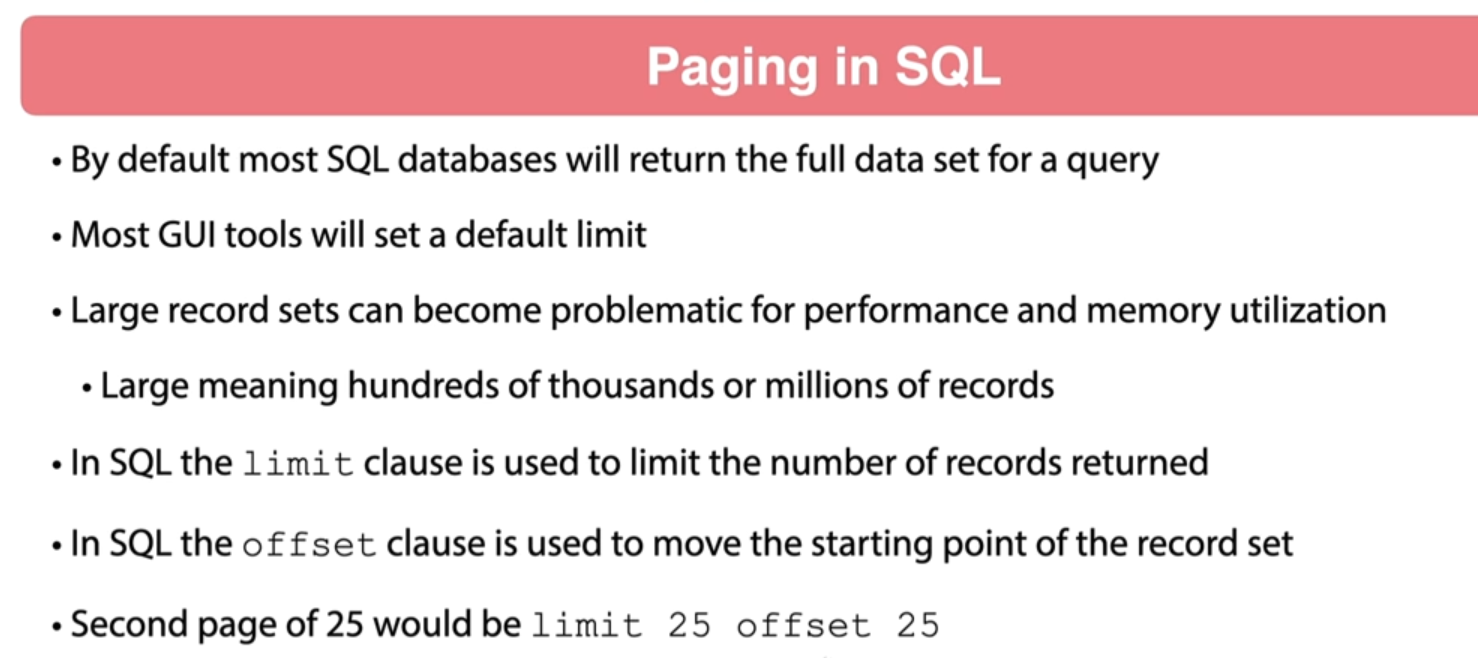 Paging in SQL
• By default most SQL databases will return the full data set for a query
• Most GUI tools will set a default limit
• Large record sets can become problematic for performance and memory utilization
• Large meaning hundreds of thousands or millions of records
• In SQL the limit clause is used to limit the number of records returned
• In SQL the offset clause is used to move the starting point of the record set
• Second page of 25 would be limit 25 offset 25